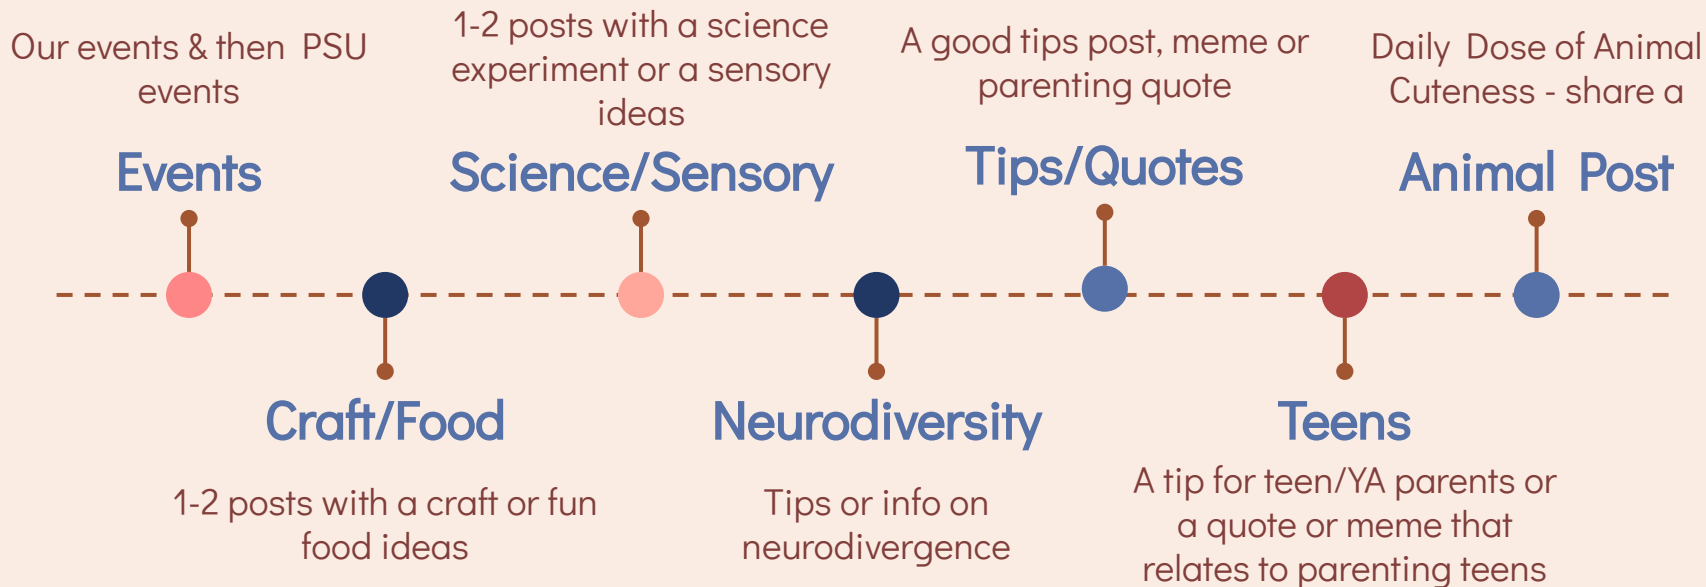 Our events & then PSU
events
Events
Craft/Food
1-2 posts with a craft or fun
food ideas
1-2 posts with a science
experiment or a sensory
ideas
Science/Sensory
Neurodiversity
Tips or info on
neurodivergence
A good tips post, meme or
parenting quote
Tips/Quotes
Teens
A tip for teen/YA parents or
a quote or meme that
relates to parenting teens
Daily Dose of Animal
Cuteness - share a
Animal Post